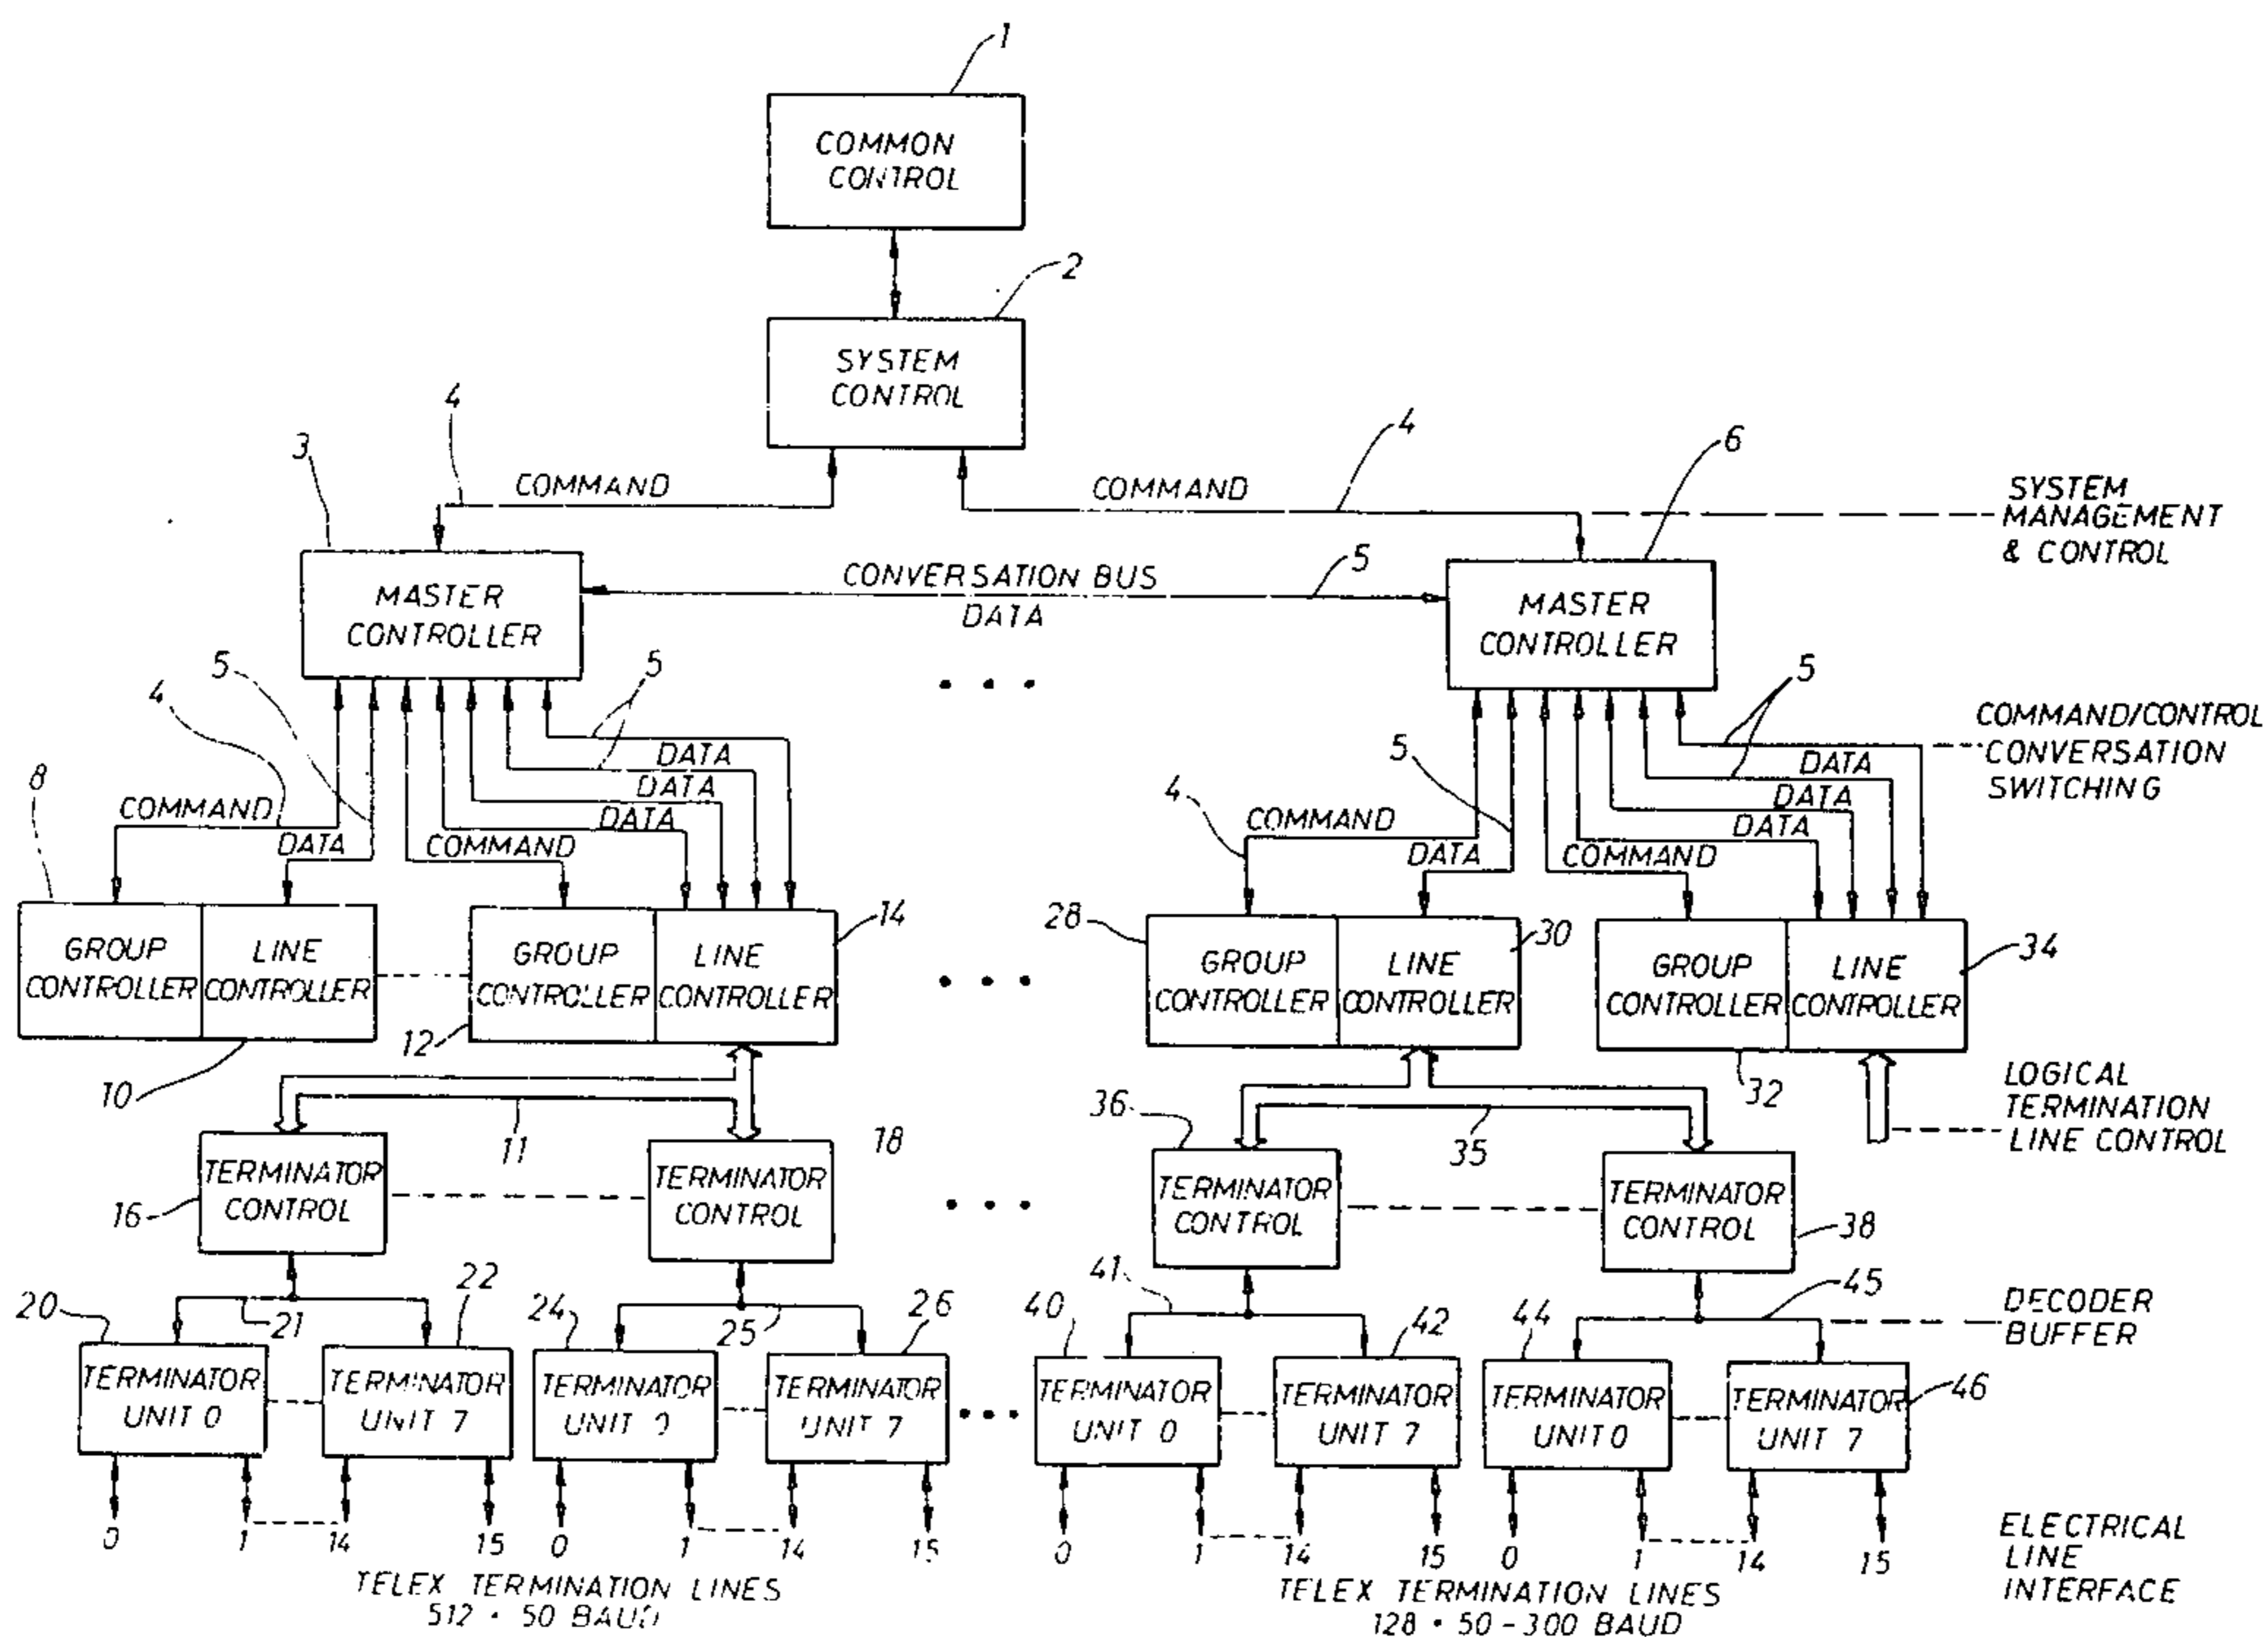 1
COMMON
CONTROL
2
SYSTEM
CONTROL
4
4
3
6
COMMAND
COMMAND
SYSTEM
MANAGEMENT
& CONTROL
MASTER
CONTROLLER
CONVERSATION BUS
DATA
5
MASTER
CONTROLLER
5
5
4
5
DATA
DATA
DATA
COMMAND
DATA
COMMAND
8
COMMAND/CONTROL
CONVERSATION
SWITCHING
5
4
DATA
DATA
DATA
COMMAND
DATA
COMMAND
GROUP
CONTROLLER
LINE
CONTROLLER
GROUP
CONTROLLER
LINE
CONTROLLER
14
28
GROUP
CONTROLLER
LINE
CONTROLLER
30
GROUP
CONTROLLER
LINE
CONTROLLER
34
10
12
32
11
18
36
35
LOGICAL
TERMINATION
LINE CONTROL
TERMINATOR
CONTROL
16
TERMINATOR
CONTROL
TERMINATOR
CONTROL
TERMINATOR
CONTROL
38
20
21
22
24
25
26
40
41
42
44
45
46
DECODER
BUFFER
TERMINATOR
UNIT 0
TERMINATOR
UNIT 7
TERMINATOR
UNIT 0
TERMINATOR
UNIT 7
TERMINATOR
UNIT 0
TERMINATOR
UNIT 7
TERMINATOR
UNIT 0
TERMINATOR
UNIT 7
0 1 14 15 0 1 14 15 0 1 14 15 0 1 14 15
ELECTRICAL
LINE
INTERFACE
TELEX TERMINATION LINES
512 • 50 BAUD
TELEX TERMINATION LINES
128 • 50-300 BAUD